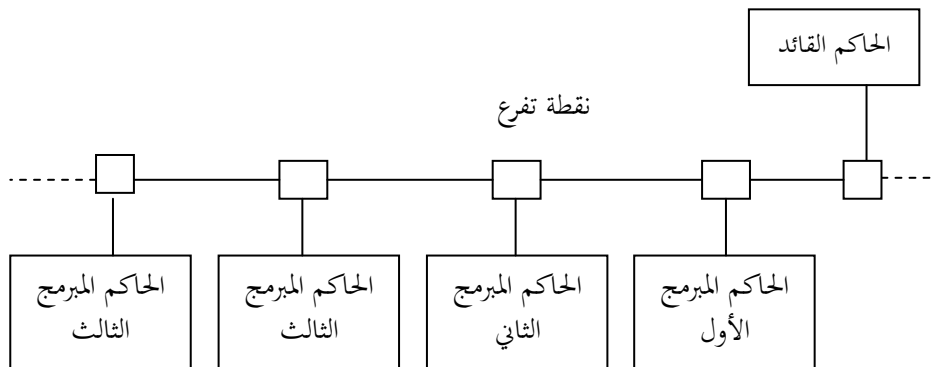 الحاكم القائد
نقطة تفرع
الحاكم المبرمج
الأول
الحاكم المبرمج
الثاني
الحاكم المبرمج
الثالث
الحاكم المبرمج
الثالث